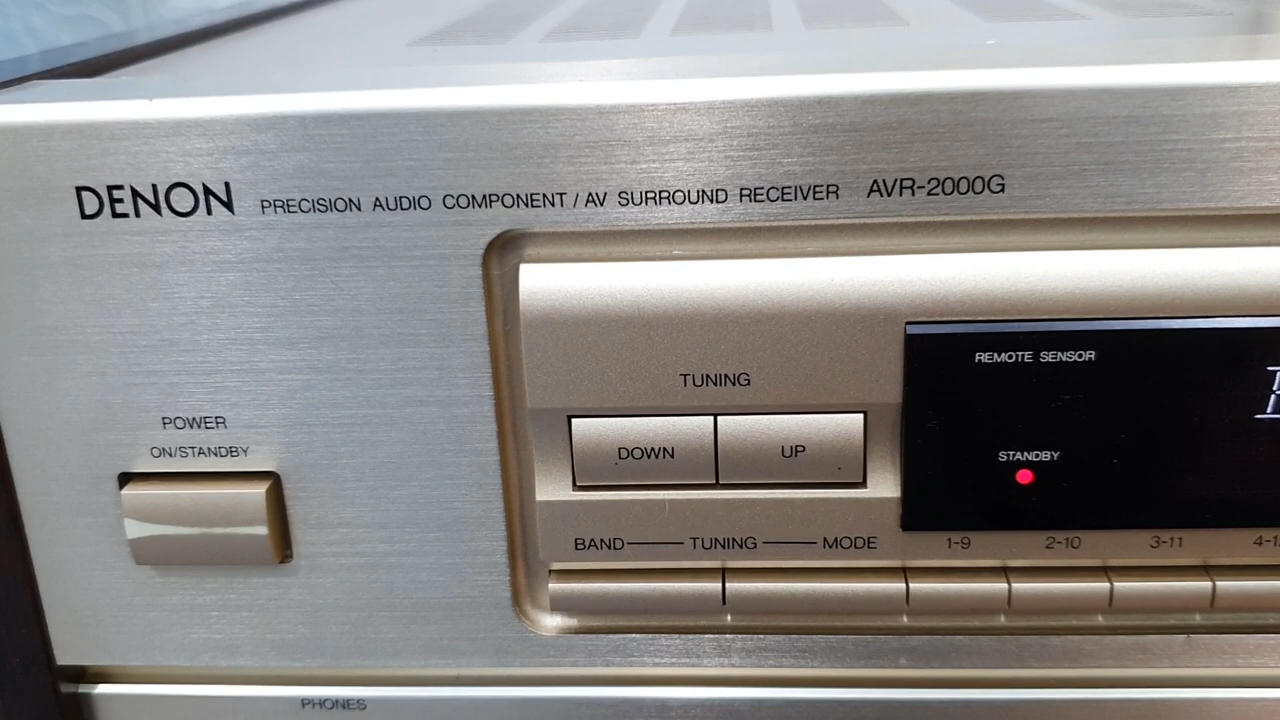 DENON PRECISION AUDIO COMPONENT / AV SURROUND RECEIVER AVR-2000G
REMOTE SENSOR
TUNING
POWER
ON/STANDBY
DOWN UP
STANDBY
BAND TUNING MODE 1-9 2-10 3-11
PHONES